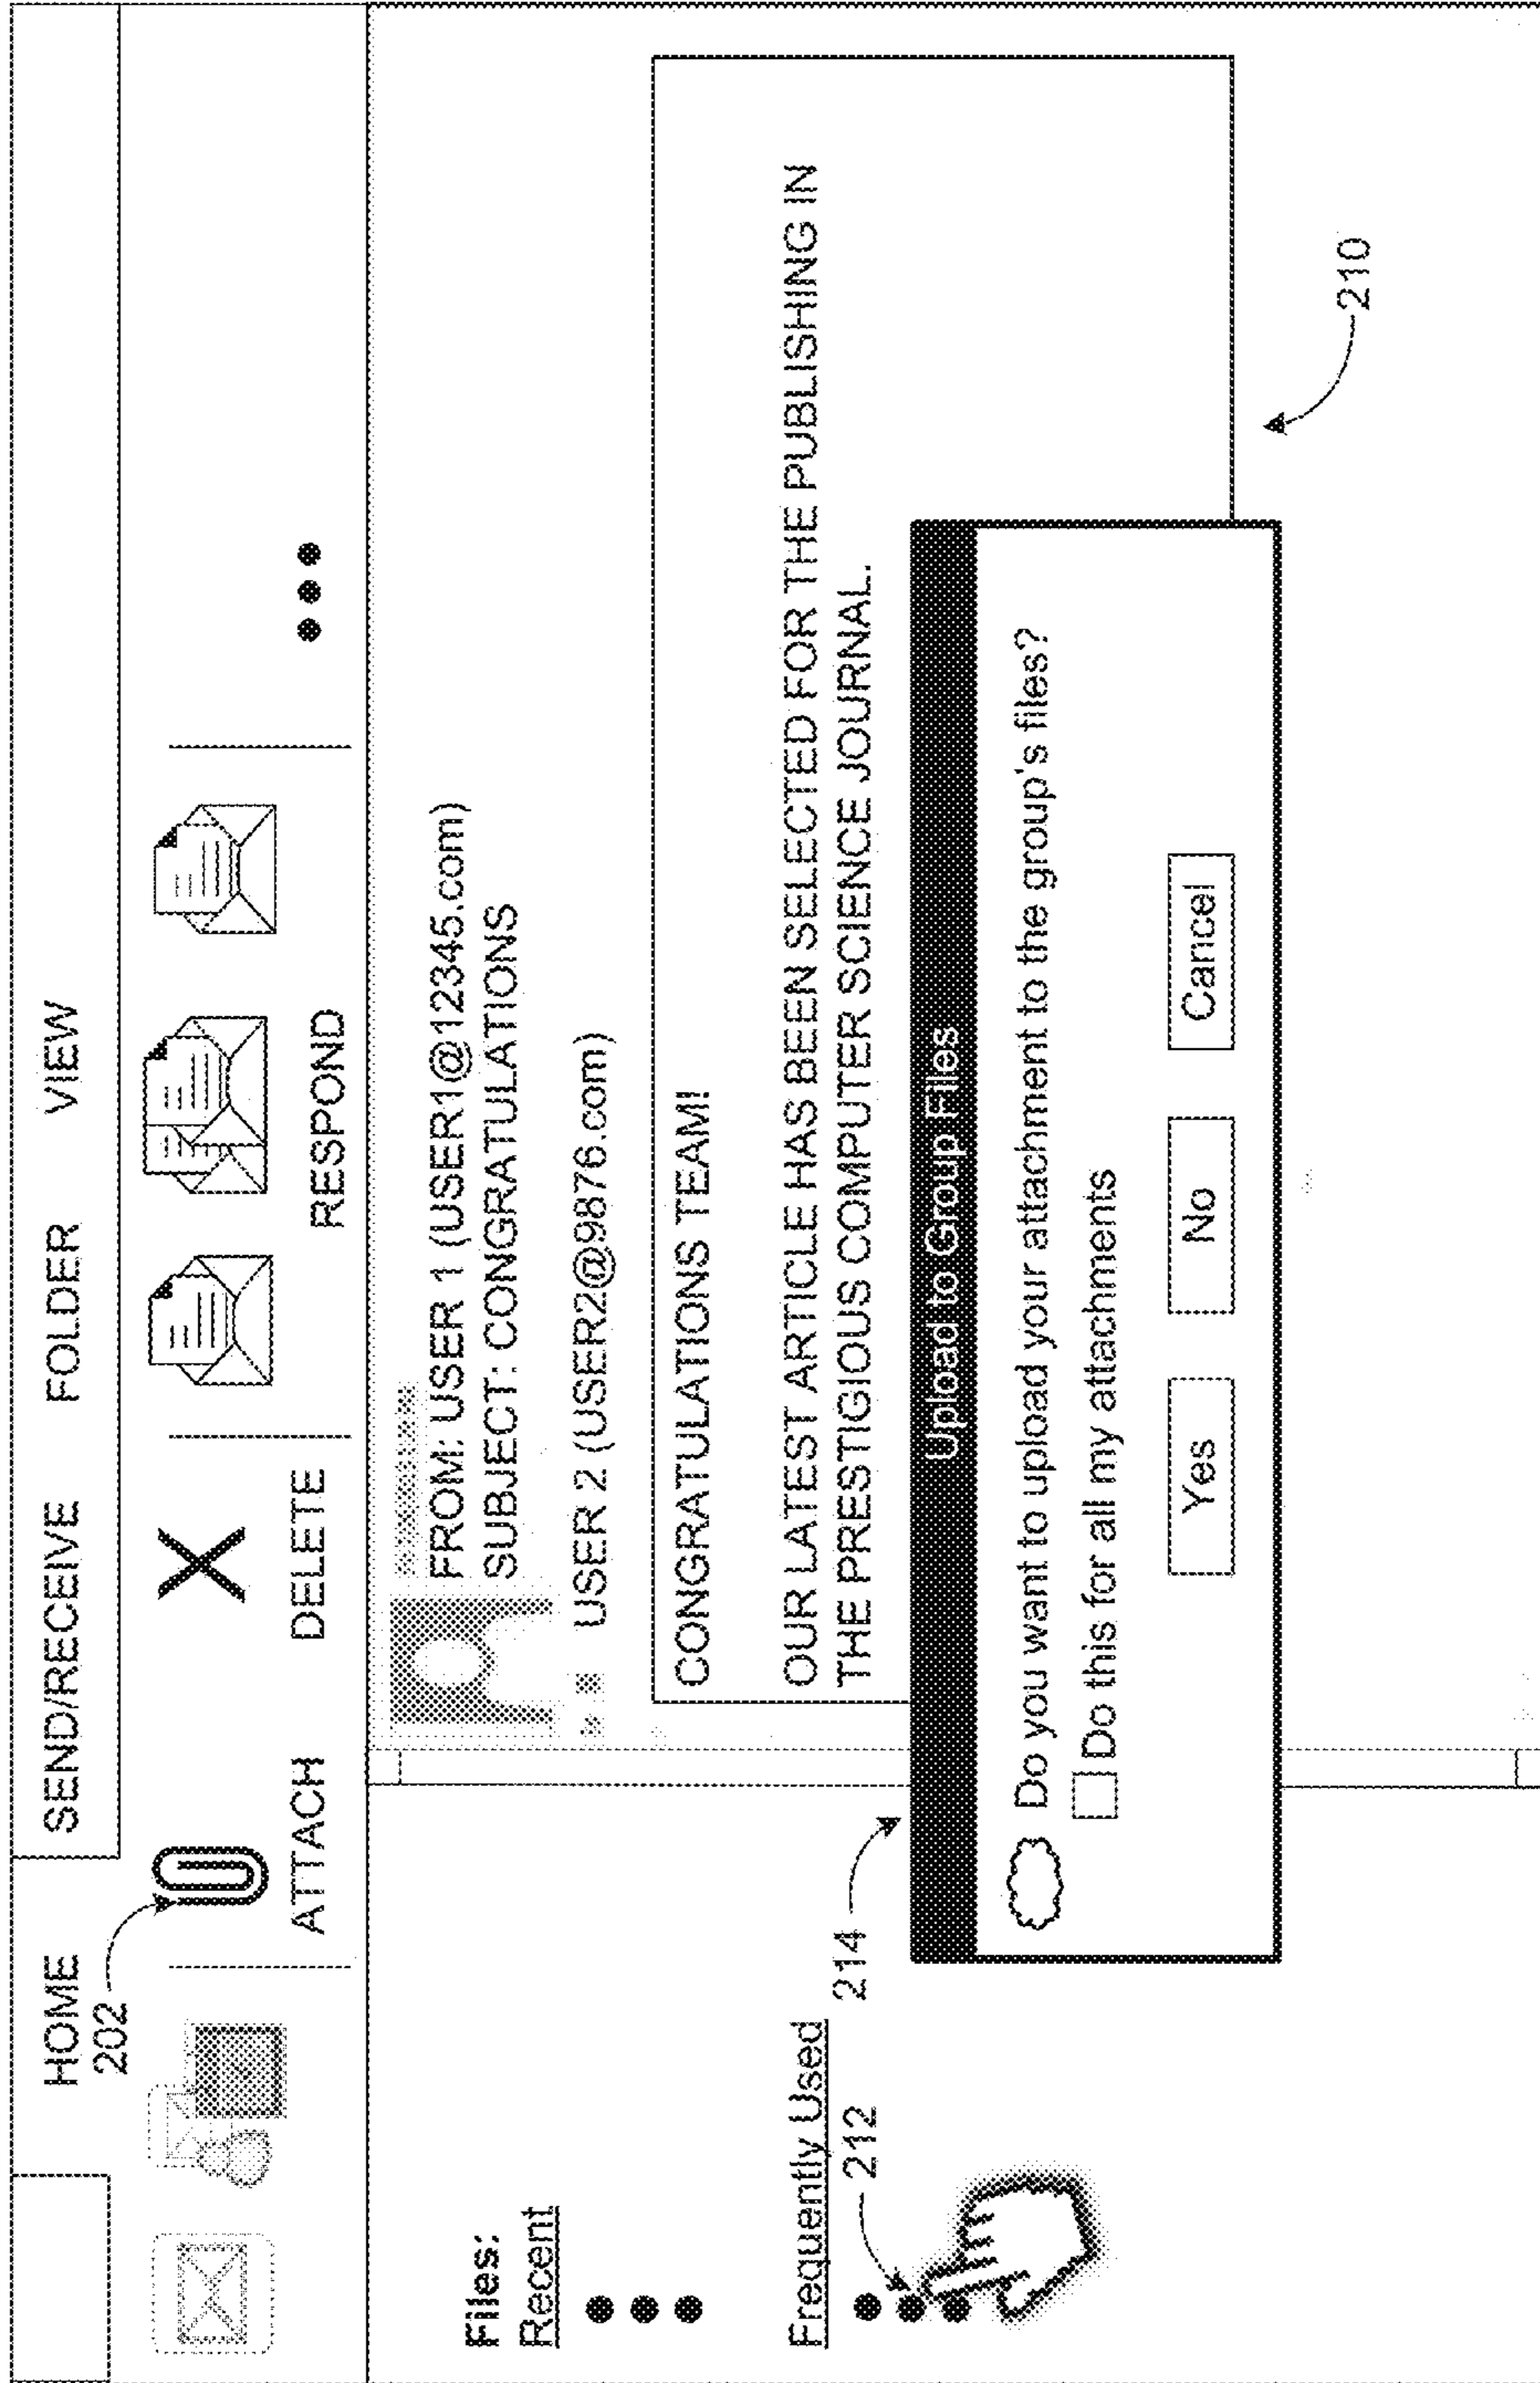 HOME SEND/RECEIVE FOLDER VIEW
202
ATTACH DELETE RESPOND
Files:
Recent
Frequently Used
212
FROM: USER 1 (USER1@12345.com)
SUBJECT: CONGRATULATIONS
USER 2 (USER2@9876.com)
CONGRATULATIONS TEAM!
OUR LATEST ARTICLE HAS BEEN SELECTED FOR THE PUBLISHING IN
THE PRESTIGIOUS COMPUTER SCIENCE JOURNAL.
214
Upload to Group Files
Do you want to upload your attachment to the group's files?
Do this for all my attachments
Yes No Cancel
210